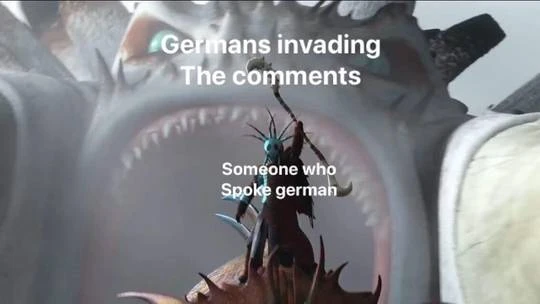 Germans invading
The comments
Someone who
Spoke german